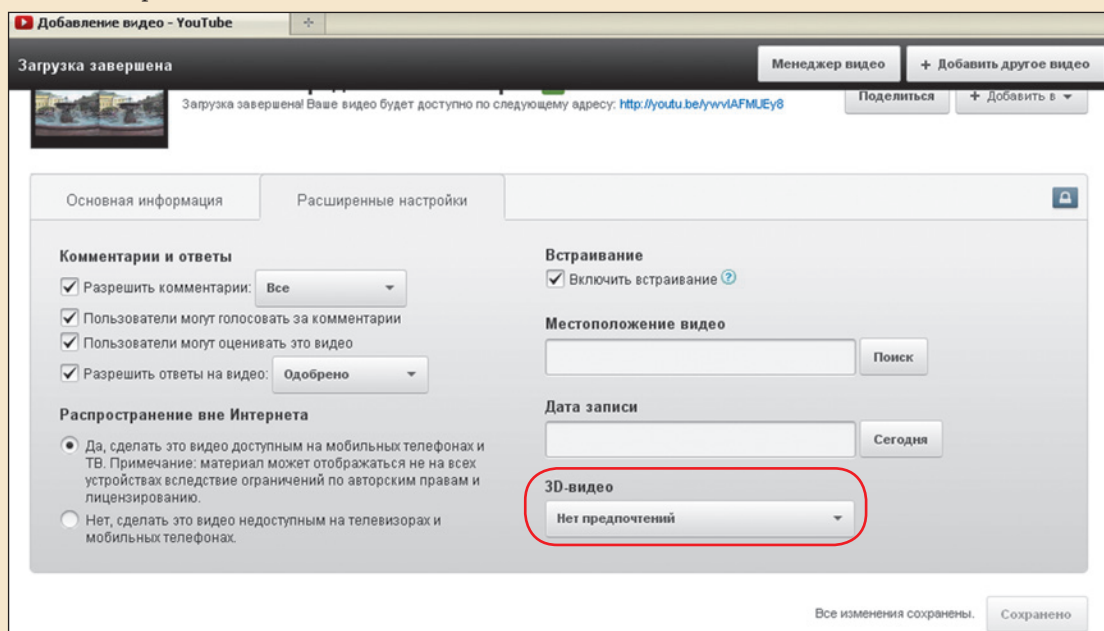 Добавление видео - YouTube
Загрузка завершена
Менеджер видео
+ Добавить другое видео
Загрузка завершена! Ваше видео будет доступно по следующему адресу: http://youtu.be/ywvlAFMUEy8
Поделиться
+ Добавить в
Основная информация
Расширенные настройки
Комментарии и ответы
Разрешить комментарии: Все
Пользователи могут голосовать за комментарии
Пользователи могут оценивать это видео
Разрешить ответы на видео: Одобрено
Распространение вне Интернета
Да, сделать это видео доступным на мобильных телефонах и
ТВ. Примечание: материал может отображаться не на всех
устройствах вследствие ограничений по авторским правам и
лицензированию.
Нет, сделать это видео недоступным на телевизорах и
мобильных телефонах.
Встраивание
Включить встраивание ?
Местоположение видео
Поиск
Дата записи
Сегодня
3D-видео
Нет предпочтений
Все изменения сохранены.
Сохранено